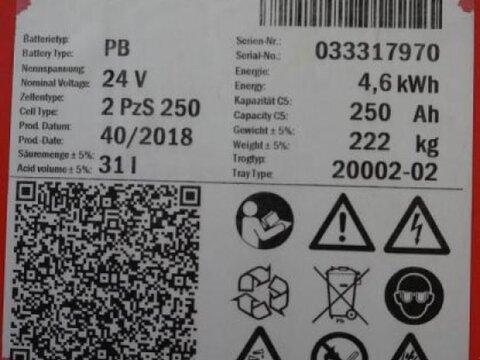 Batterietyp:
Battery Type: PB
Nennspannung:
Nominal Voltage: 24 V
Zellentype:
Cell Type: 2 PzS 250
Prod. Datum:
Prod.-Date: 40/2018
Säuremenge ± 5%:
Acid volume ± 5%: 31 l
Serien-Nr.:
Serial-No.: 033317970
Energie:
Energy: 4,6 kWh
Kapazität C5:
Capacity C5: 250 Ah
Gewicht ± 5%:
Weight ± 5%: 222 kg
Trogtyp:
Tray Type: 20002-02
Pb